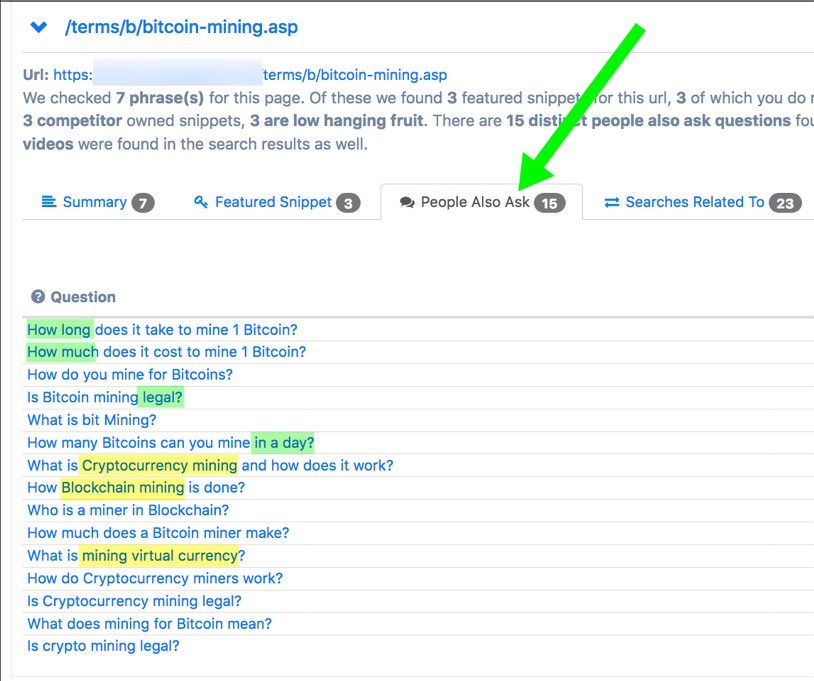 /terms/b/bitcoin-mining.asp
Url: https: /terms/b/bitcoin-mining.asp
We checked 7 phrase(s) for this page. Of these we found 3 featured snippet for this url, 3 of which you do
3 competitor owned snippets, 3 are low hanging fruit. There are 15 distinct people also ask questions
videos were found in the search results as well.
Summary 7 Featured Snippet 3 People Also Ask 15 Searches Related To 23
Question
How long does it take to mine 1 Bitcoin?
How much does it cost to mine 1 Bitcoin?
How do you mine for Bitcoins?
Is Bitcoin mining legal?
What is bit Mining?
How many Bitcoins can you mine in a day?
What is Cryptocurrency mining and how does it work?
How Blockchain mining is done?
Who is a miner in Blockchain?
How much does a Bitcoin miner make?
What is mining virtual currency?
How do Cryptocurrency miners work?
Is Cryptocurrency mining legal?
What does mining for Bitcoin mean?
Is crypto mining legal?